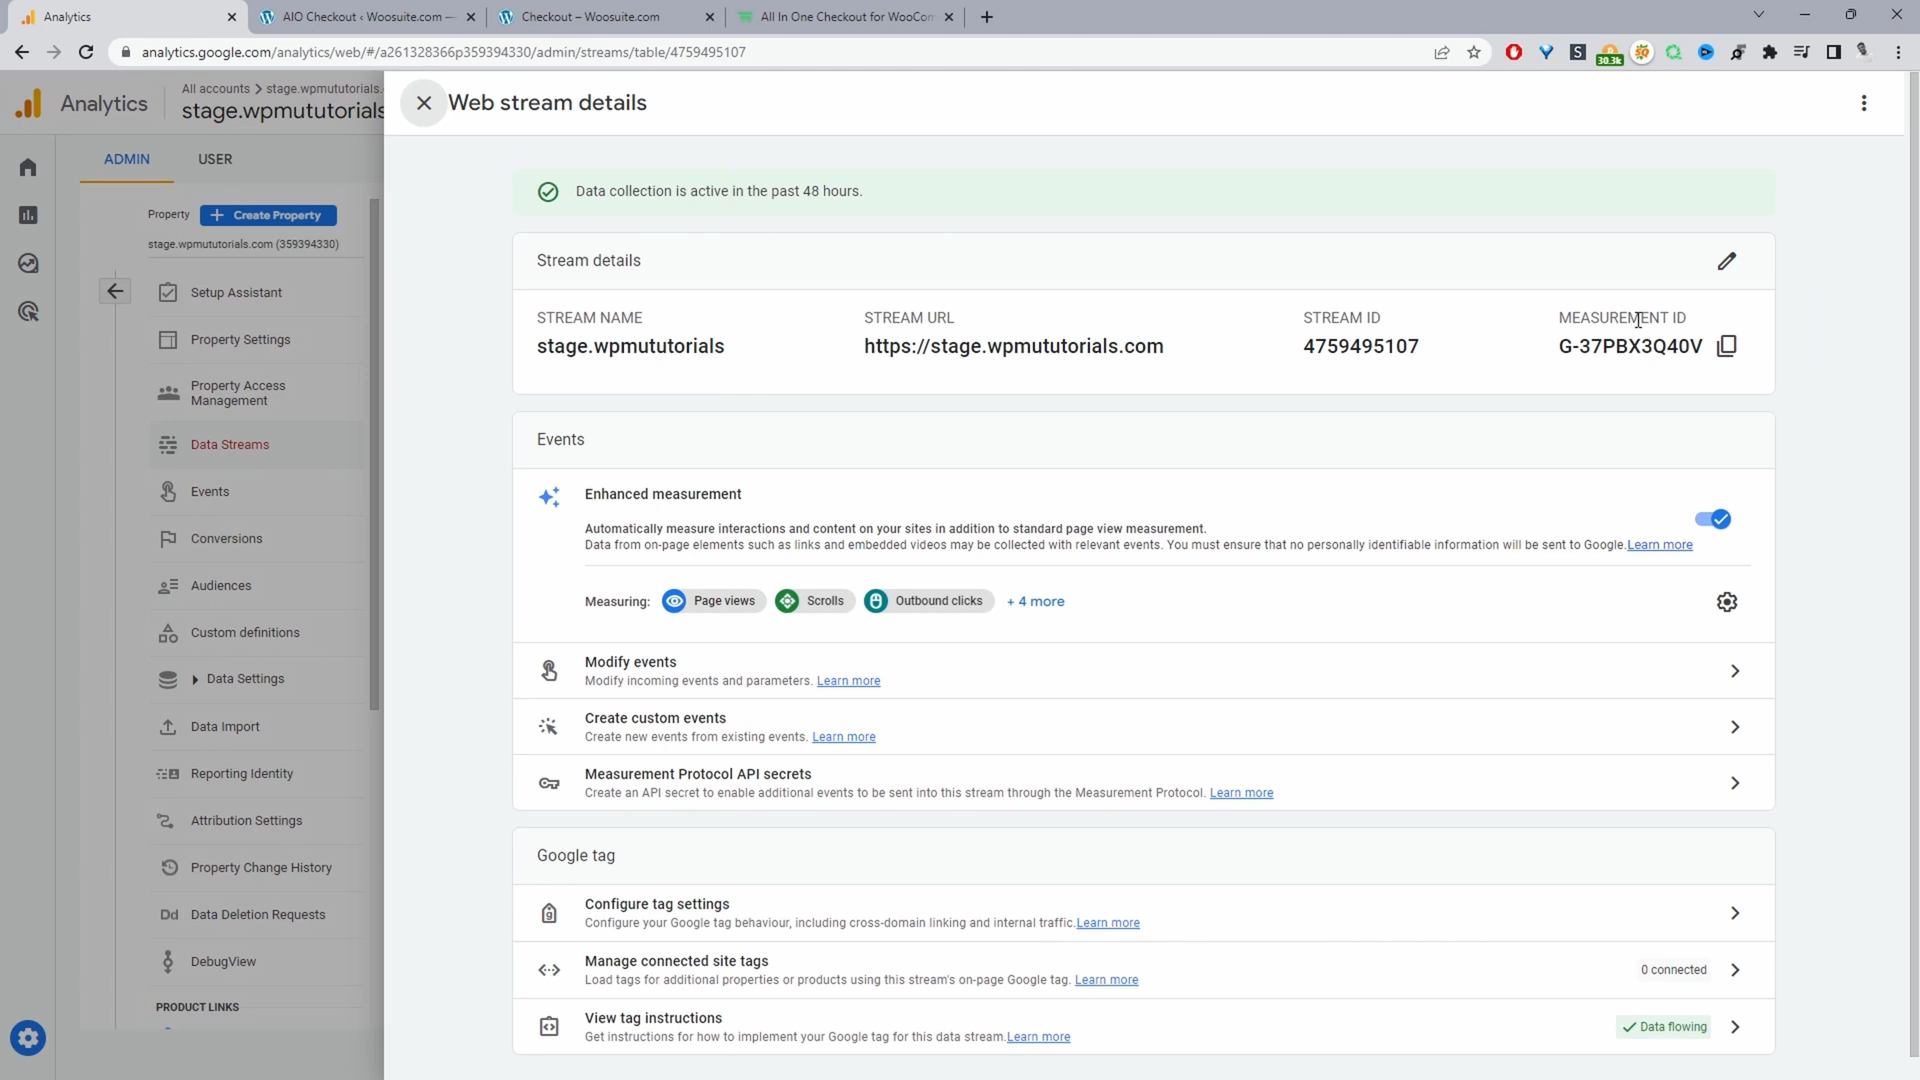 Analytics
AIO Checkout ‹ Woosuite.com —
Checkout – Woosuite.com
All In One Checkout for WooCom
analytics.google.com/analytics/web/#/a261328366p359394330/admin/streams/table/4759495107
30.3k
Analytics
All accounts > stage.wpmututorials.
stage.wpmututorials
ADMIN
USER
Property
Create Property
stage.wpmututorials.com (359394330)
Setup Assistant
Property Settings
Property Access
Management
Data Streams
Events
Conversions
Audiences
Custom definitions
Data Settings
Data Import
Reporting Identity
Attribution Settings
Property Change History
Dd Data Deletion Requests
DebugView
PRODUCT LINKS
Web stream details
Data collection is active in the past 48 hours.
Stream details
STREAM NAME
stage.wpmututorials
STREAM URL
https://stage.wpmututorials.com
STREAM ID
4759495107
MEASUREMENT ID
G-37PBX3Q40V
Events
Enhanced measurement
Automatically measure interactions and content on your sites in addition to standard page view measurement.
Data from on-page elements such as links and embedded videos may be collected with relevant events. You must ensure that no personally identifiable information will be sent to Google.Learn more
Measuring: Page views Scrolls Outbound clicks + 4 more
Modify events
Modify incoming events and parameters. Learn more
Create custom events
Create new events from existing events. Learn more
Measurement Protocol API secrets
Create an API secret to enable additional events to be sent into this stream through the Measurement Protocol. Learn more
Google tag
Configure tag settings
Configure your Google tag behaviour, including cross-domain linking and internal traffic.Learn more
Manage connected site tags
Load tags for additional properties or products using this stream's on-page Google tag. Learn more
0 connected
View tag instructions
Get instructions for how to implement your Google tag for this data stream.Learn more
Data flowing